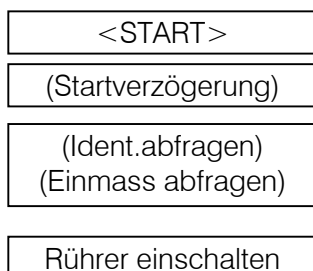 <START>
(Startverzögerung)
(Ident.abfragen)
(Einmass abfragen)
Rührer einschalten